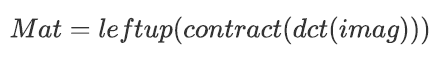 Mat = leftup(contract(dct(imag)))